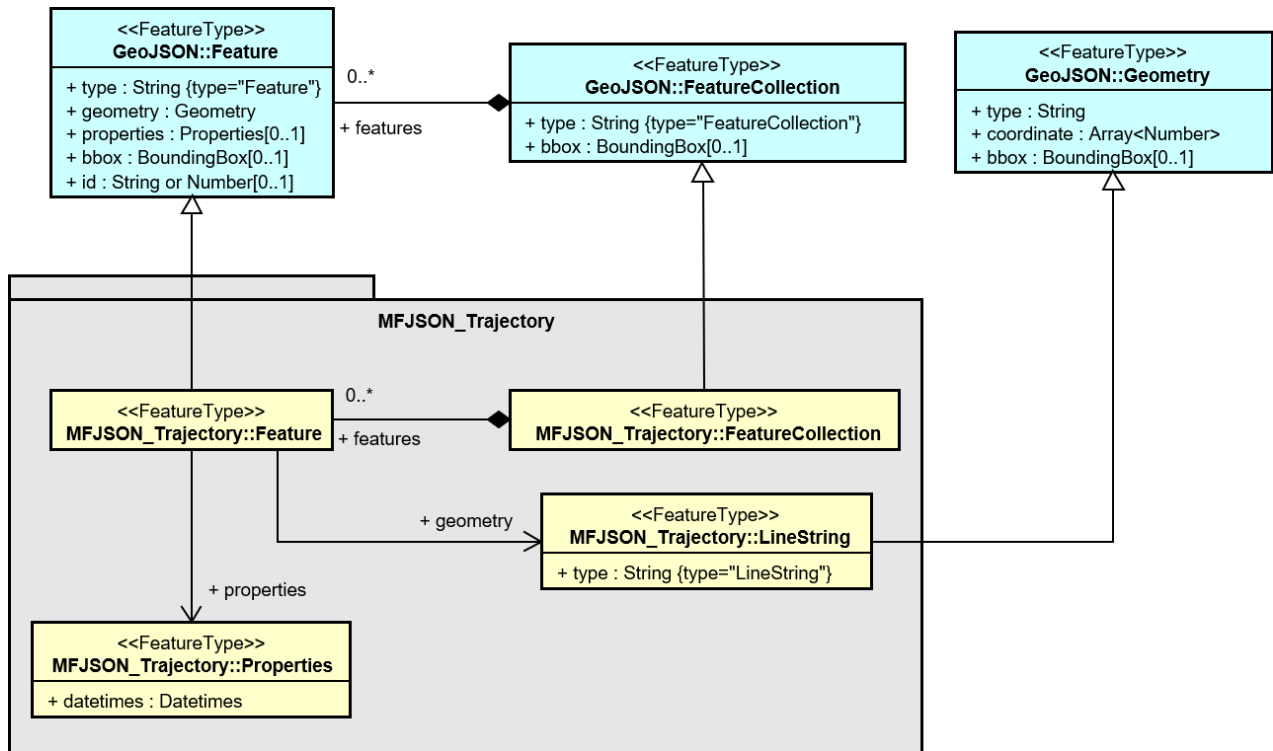 <<FeatureType>>
GeoJSON::Feature
+ type : String {type="Feature"}
+ geometry : Geometry
+ properties : Properties[0..1]
+ bbox : BoundingBox[0..1]
+ id : String or Number[0..1]
0..*
+ features
<<FeatureType>>
GeoJSON::FeatureCollection
+ type : String {type="FeatureCollection"}
+ bbox : BoundingBox[0..1]
<<FeatureType>>
GeoJSON::Geometry
+ type : String
+ coordinate : Array<Number>
+ bbox : BoundingBox[0..1]
MFJSON_Trajectory
<<FeatureType>>
MFJSON_Trajectory::Feature
0..*
+ features
<<FeatureType>>
MFJSON_Trajectory::FeatureCollection
+ geometry
<<FeatureType>>
MFJSON_Trajectory::LineString
+ type : String {type="LineString"}
+ properties
<<FeatureType>>
MFJSON_Trajectory::Properties
+ datetimes : Datetimes